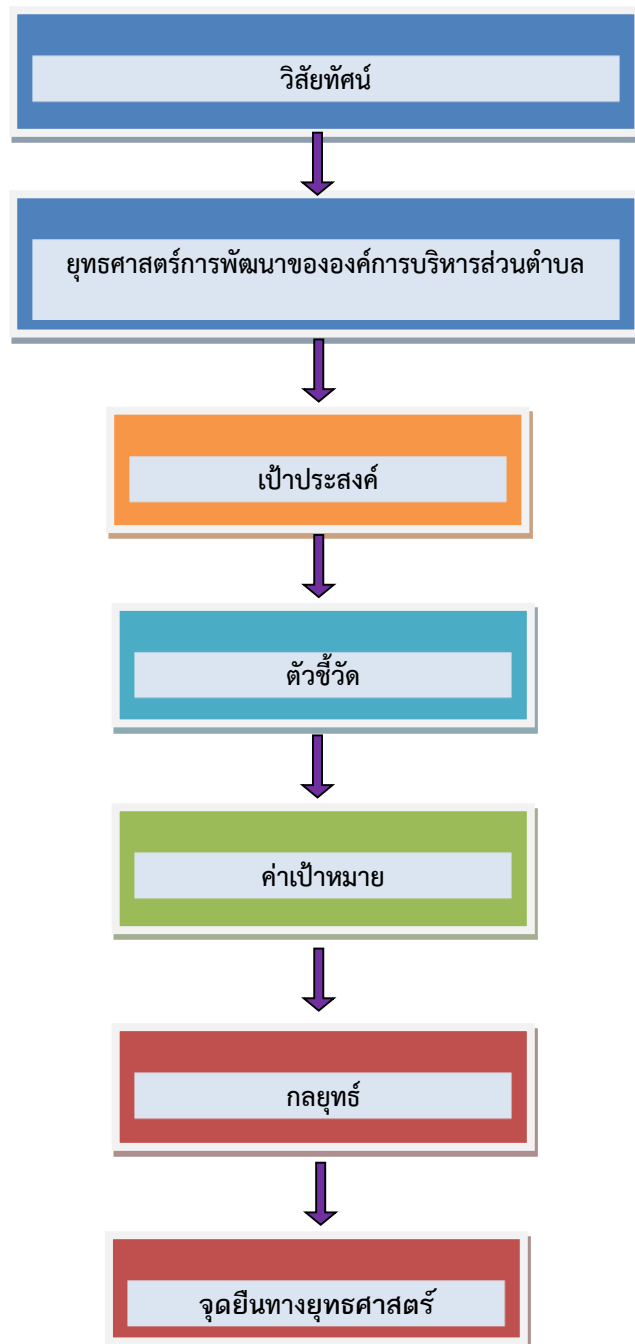 วิสัยทัศน์
ยุทธศาสตร์การพัฒนาขององค์การบริหารส่วนตำบล
เป้าประสงค์
ตัวชี้วัด
ค่าเป้าหมาย
กลยุทธ์
จุดยืนทางยุทธศาสตร์